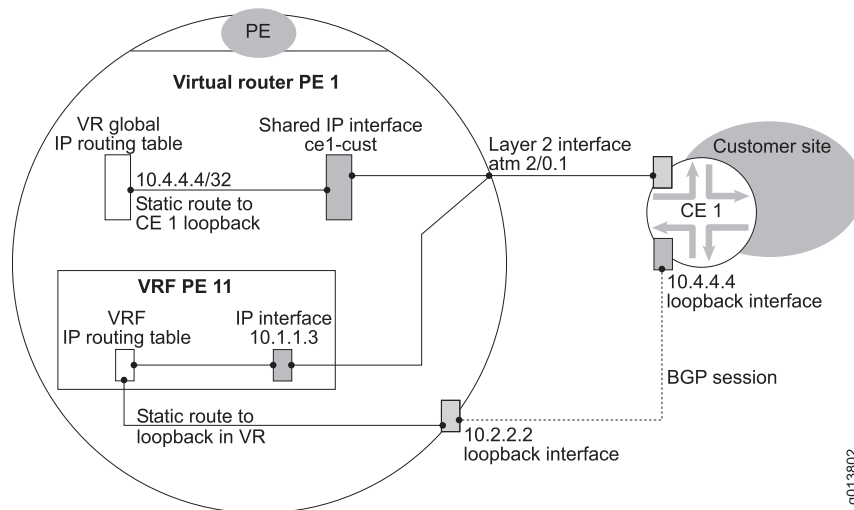 PE
Virtual router PE 1
VR global
IP routing table
Shared IP interface
ce1-cust
Layer 2 interface
atm 2/0.1
Customer site
10.4.4.4/32
Static route to
CE 1 loopback
CE 1
VRF PE 11
VRF
IP routing table
IP interface
10.1.1.3
10.4.4.4
loopback interface
BGP session
Static route to
loopback in VR
10.2.2.2
loopback interface
g013802